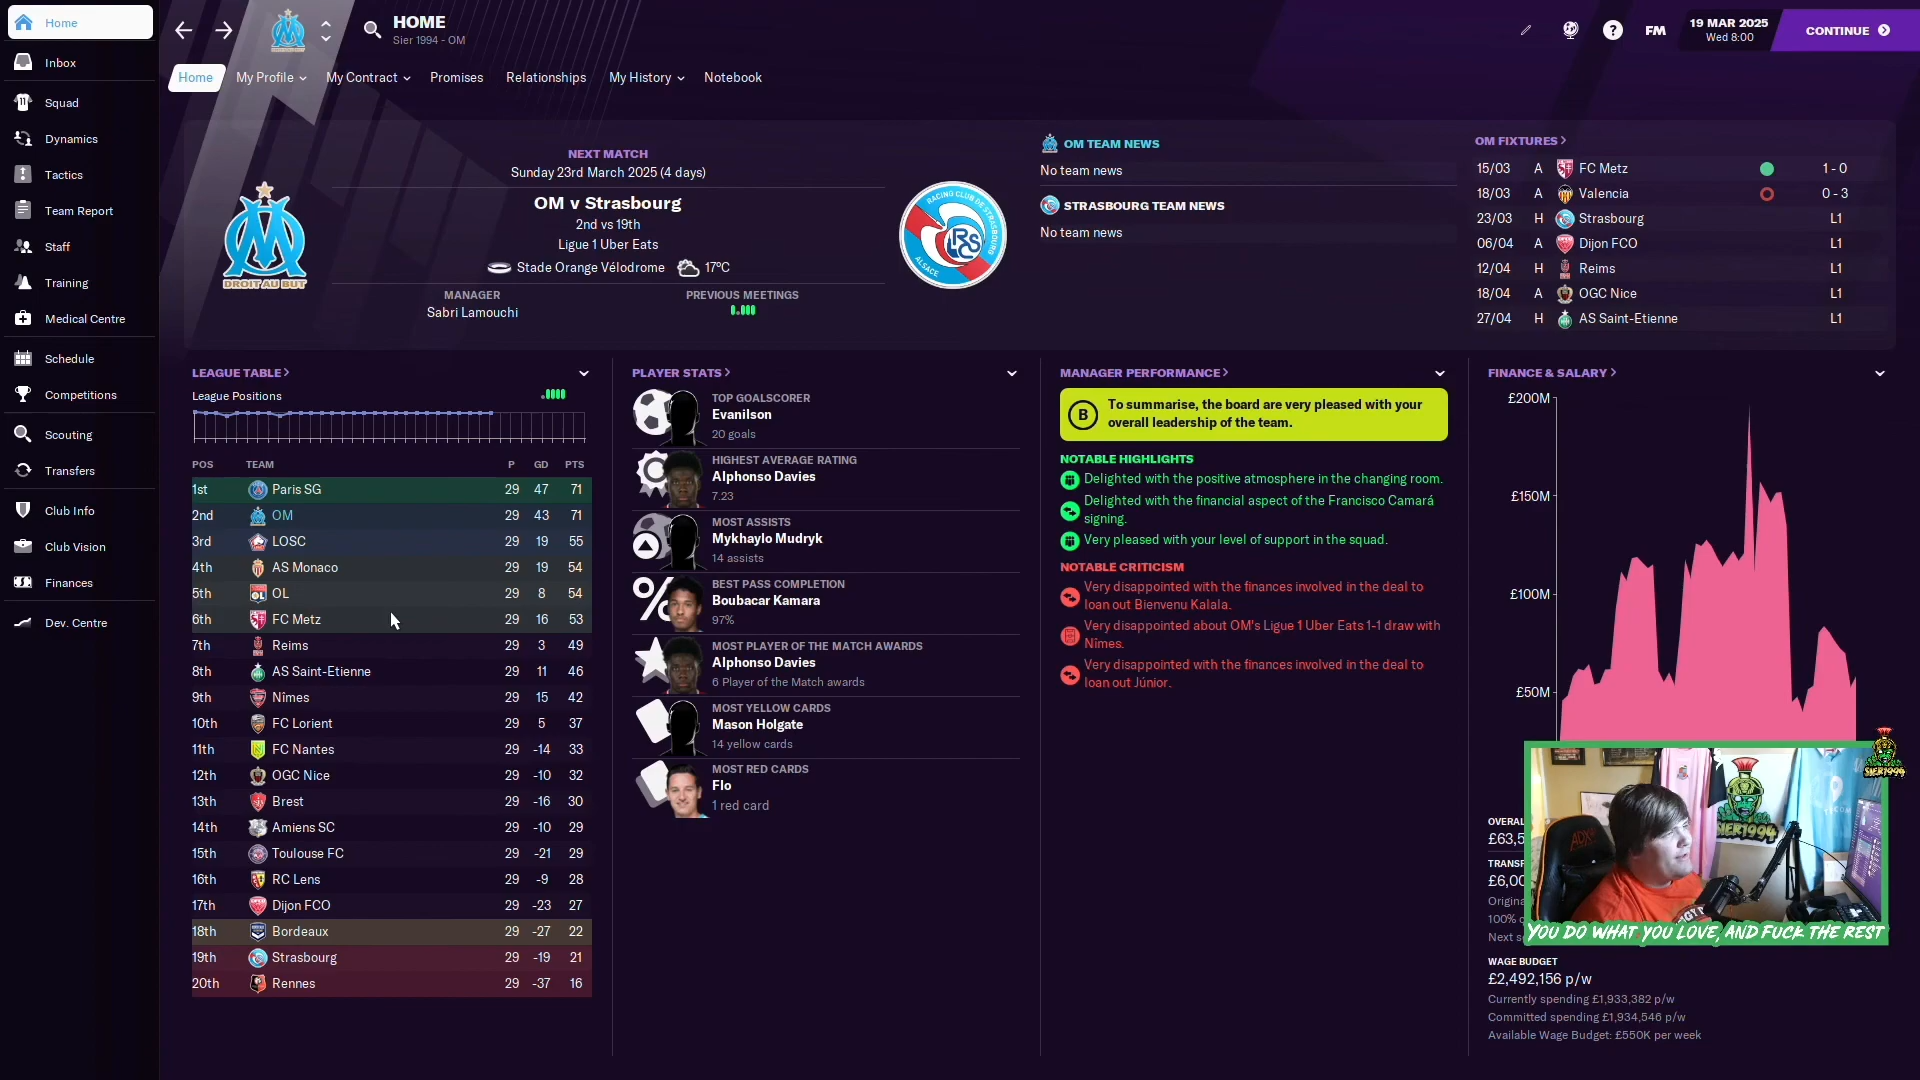 Home
Inbox
Squad
Dynamics
Tactics
Team Report
Staff
Training
Medical Centre
Schedule
Competitions
Scouting
Transfers
Club Info
Club Vision
Finances
Dev. Centre
HOME
Sier 1994 - OM
FM
19 MAR 2025
Wed 8:00
CONTINUE
Home
My Profile
My Contract
Promises
Relationships
My History
Notebook
DROIT AU BUT
NEXT MATCH
Sunday 23rd March 2025 (4 days)
OM v Strasbourg
2nd vs 19th
Ligue 1 Uber Eats
Stade Orange Vélodrome 17°C
MANAGER
Sabri Lamouchi
PREVIOUS MEETINGS
RACING CLUB DE STRASBOURG
ALSACE
OM TEAM NEWS
No team news
STRASBOURG TEAM NEWS
No team news
OM FIXTURES
15/03 A FC Metz 1 - 0
18/03 A Valencia 0 - 3
23/03 H Strasbourg L1
06/04 A Dijon FCO L1
12/04 H Reims L1
18/04 A OGC Nice L1
27/04 H AS Saint-Etienne L1
LEAGUE TABLE
League Positions
POS TEAM P GD PTS
1st Paris SG 29 47 71
2nd OM 29 43 71
3rd LOSC 29 19 55
4th AS Monaco 29 19 54
5th OL 29 8 54
6th FC Metz 29 16 53
7th Reims 29 3 49
8th AS Saint-Etienne 29 11 46
9th Nîmes 29 15 42
10th FC Lorient 29 5 37
11th FC Nantes 29 -14 33
12th OGC Nice 29 -10 32
13th Brest 29 -16 30
14th Amiens SC 29 -10 29
15th Toulouse FC 29 -21 29
16th RC Lens 29 -9 28
17th Dijon FCO 29 -23 27
18th Bordeaux 29 -27 22
19th Strasbourg 29 -19 21
20th Rennes 29 -37 16
PLAYER STATS
TOP GOALSCORER
Evanilson
20 goals
HIGHEST AVERAGE RATING
Alphonso Davies
7.23
MOST ASSISTS
Mykhaylo Mudryk
14 assists
BEST PASS COMPLETION
Boubacar Kamara
97%
MOST PLAYER OF THE MATCH AWARDS
Alphonso Davies
6 Player of the Match awards
MOST YELLOW CARDS
Mason Holgate
14 yellow cards
MOST RED CARDS
Flo
1 red card
MANAGER PERFORMANCE
B
To summarise, the board are very pleased with your
overall leadership of the team.
NOTABLE HIGHLIGHTS
Delighted with the positive atmosphere in the changing room.
Delighted with the financial aspect of the Francisco Camará
signing.
Very pleased with your level of support in the squad.
NOTABLE CRITICISM
Very disappointed with the finances involved in the deal to
loan out Bienvenu Kalala.
Very disappointed about OM's Ligue 1 Uber Eats 1-1 draw with
Nîmes.
Very disappointed with the finances involved in the deal to
loan out Júnior.
FINANCE & SALARY
£200M
£150M
£100M
£50M
OVERAL
£63,5
TRANSF
£6,00
Origina
100% o
Next s
SIER1994
SIER1994
YOU DO WHAT YOU LOVE, AND FUCK THE REST
WAGE BUDGET
£2,492,156 p/w
Currently spending £1,933,382 p/w
Committed spending £1,934,546 p/w
Available Wage Budget: £550K per week